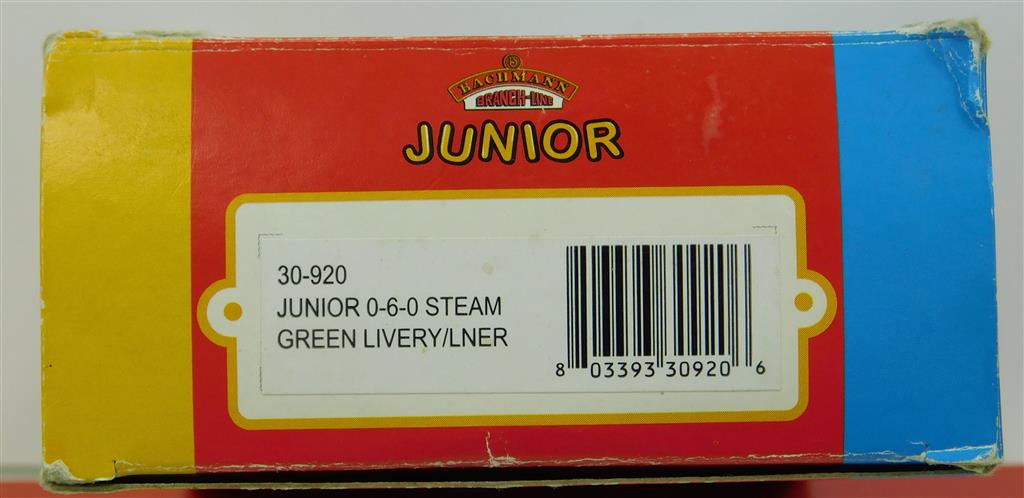 BACHMANN
BRANCH-LINE
JUNIOR
30-920
JUNIOR 0-6-0 STEAM
GREEN LIVERY/LNER
8 03393 30920 6